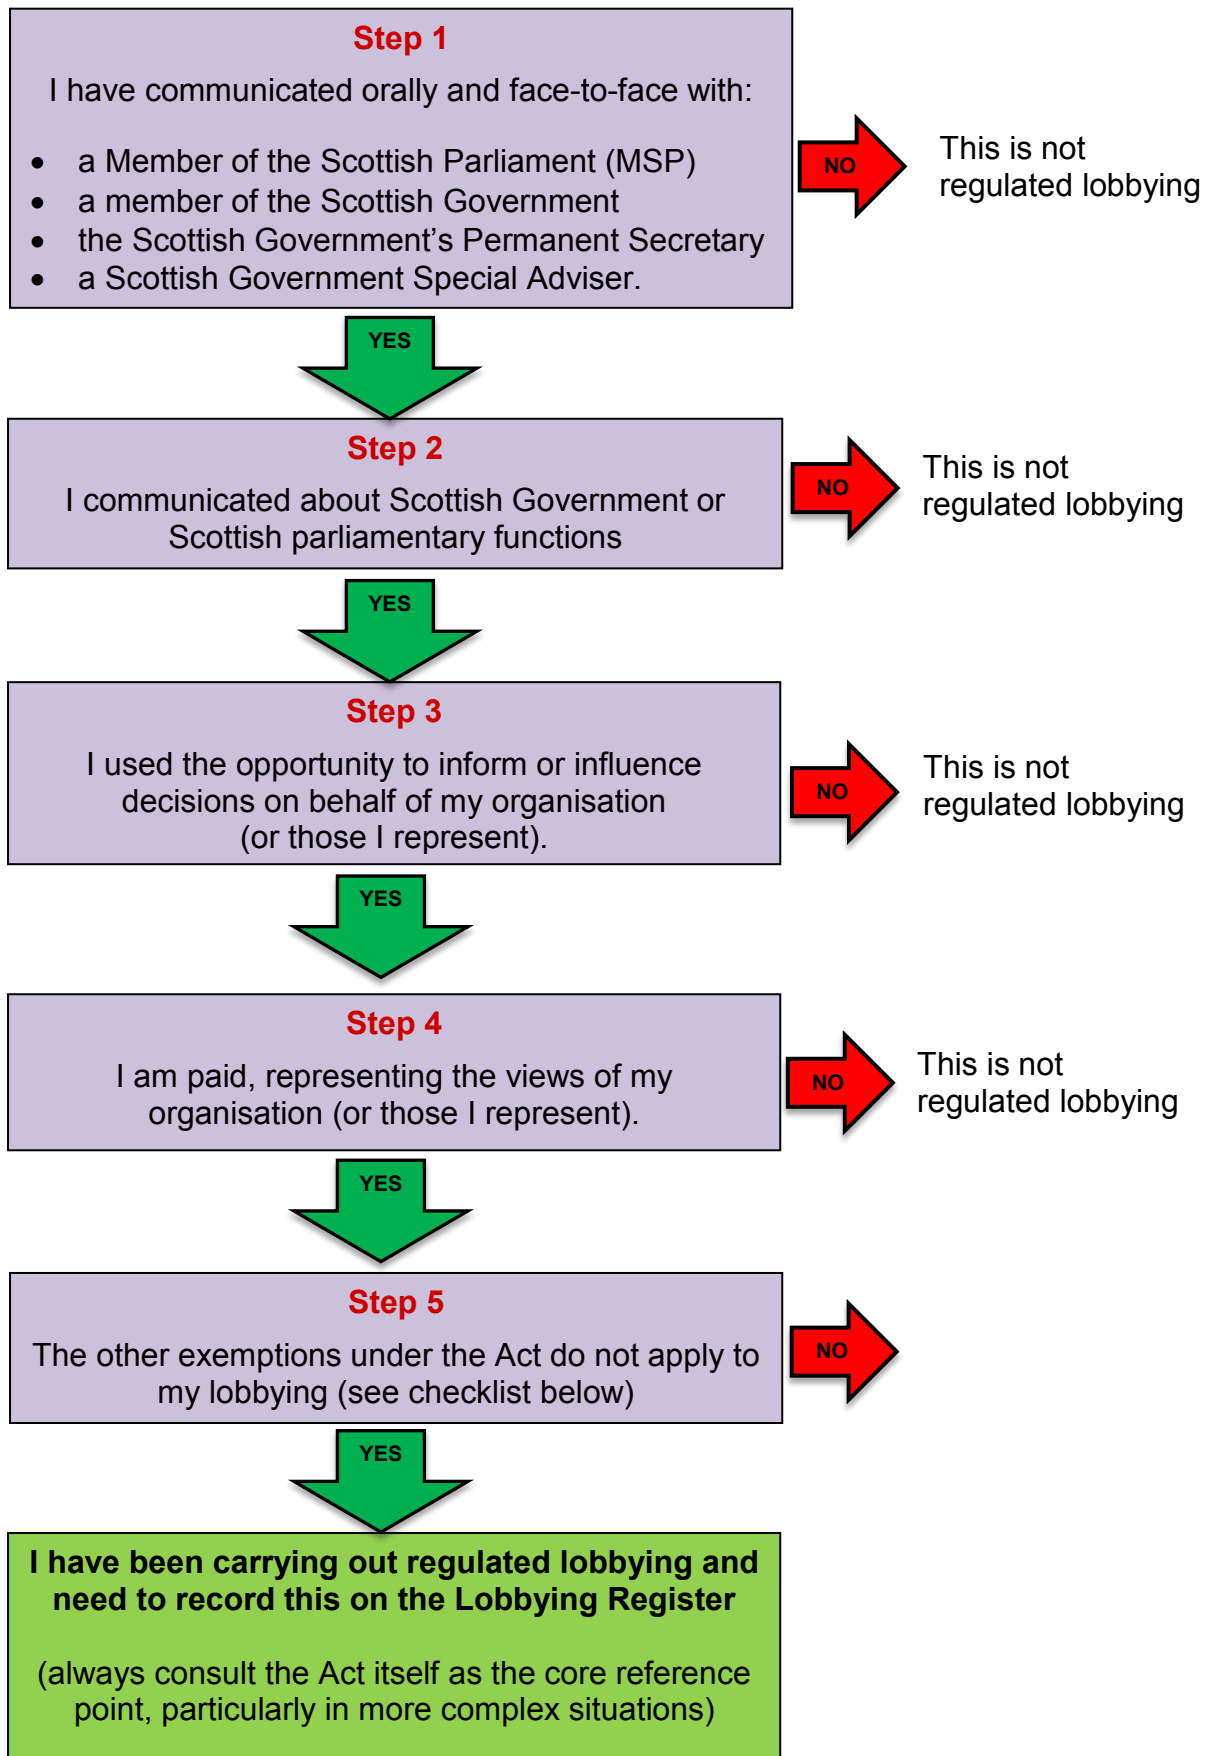 Step 1
I have communicated orally and face-to-face with:
• a Member of the Scottish Parliament (MSP)
• a member of the Scottish Government
• the Scottish Government’s Permanent Secretary
• a Scottish Government Special Adviser.
NO
This is not
regulated lobbying
YES
Step 2
I communicated about Scottish Government or
Scottish parliamentary functions
NO
This is not
regulated lobbying
YES
Step 3
I used the opportunity to inform or influence
decisions on behalf of my organisation
(or those I represent).
NO
This is not
regulated lobbying
YES
Step 4
I am paid, representing the views of my
organisation (or those I represent).
NO
This is not
regulated lobbying
YES
Step 5
The other exemptions under the Act do not apply to
my lobbying (see checklist below)
NO
YES
I have been carrying out regulated lobbying and
need to record this on the Lobbying Register
(always consult the Act itself as the core reference
point, particularly in more complex situations)